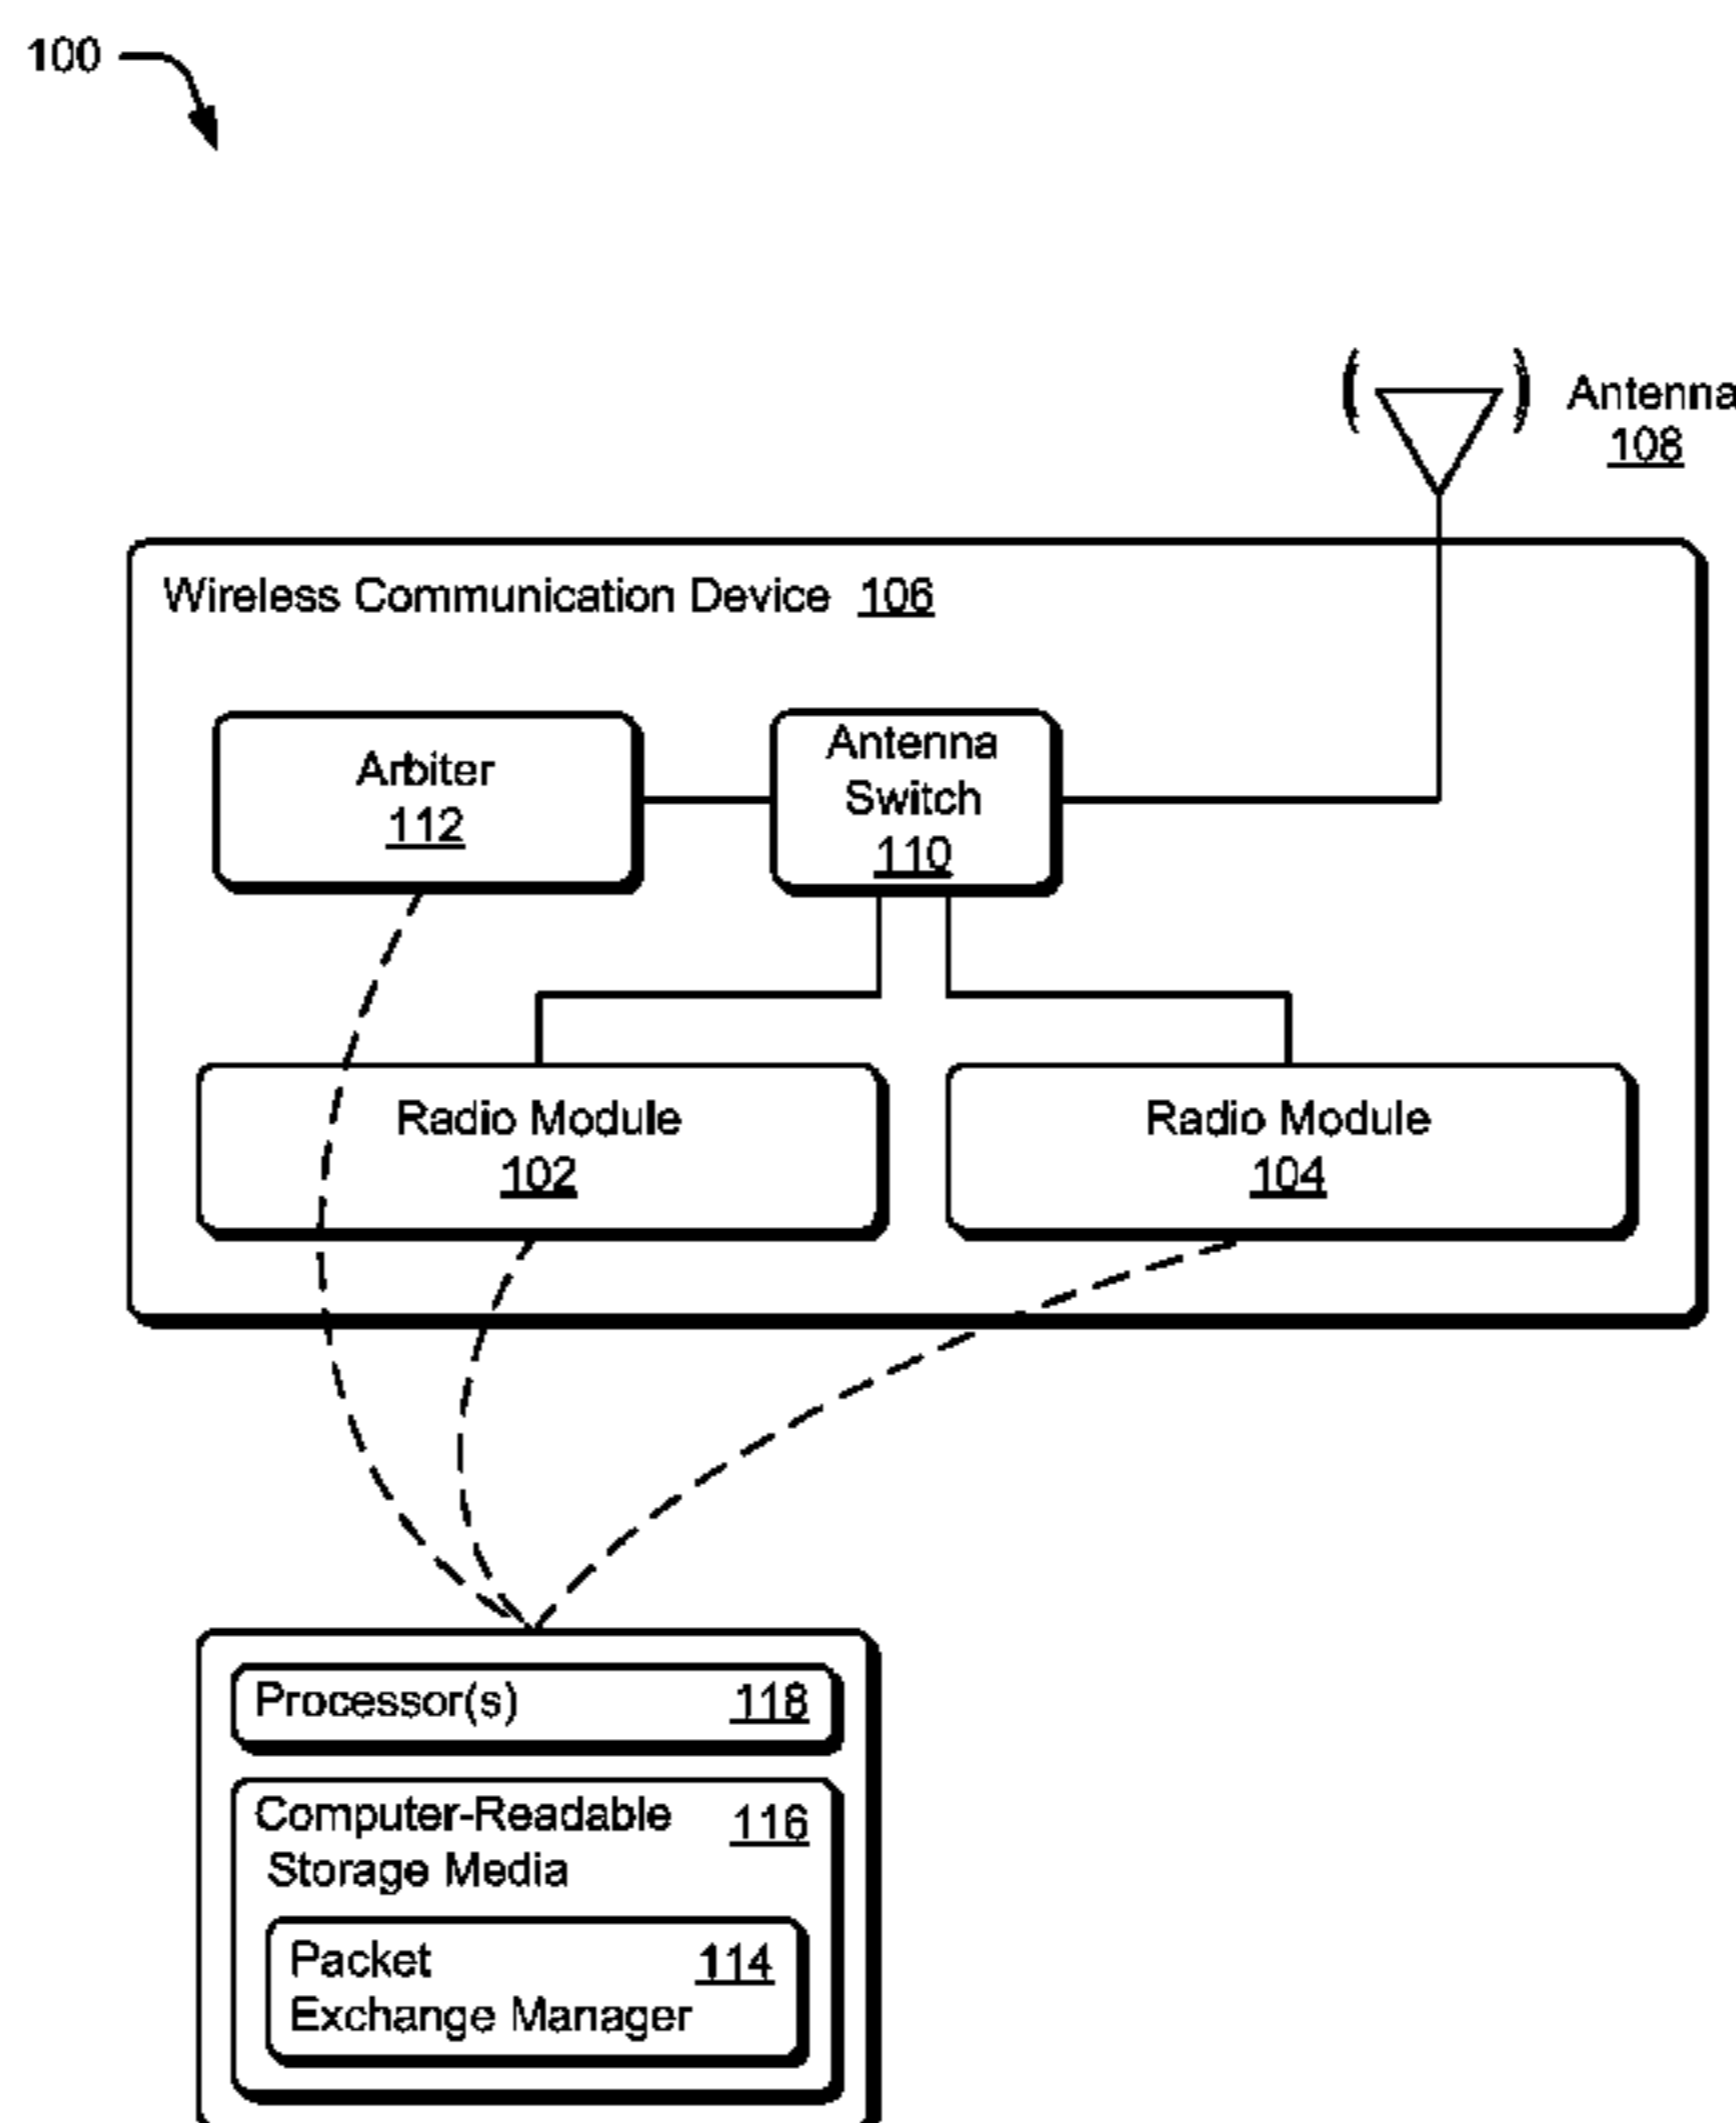 100
Antenna
108
Wireless Communication Device 106
Arbiter
112
Antenna
Switch
110
Radio Module
102
Radio Module
104
Processor(s) 118
Computer-Readable 116
Storage Media
Packet 114
Exchange Manager